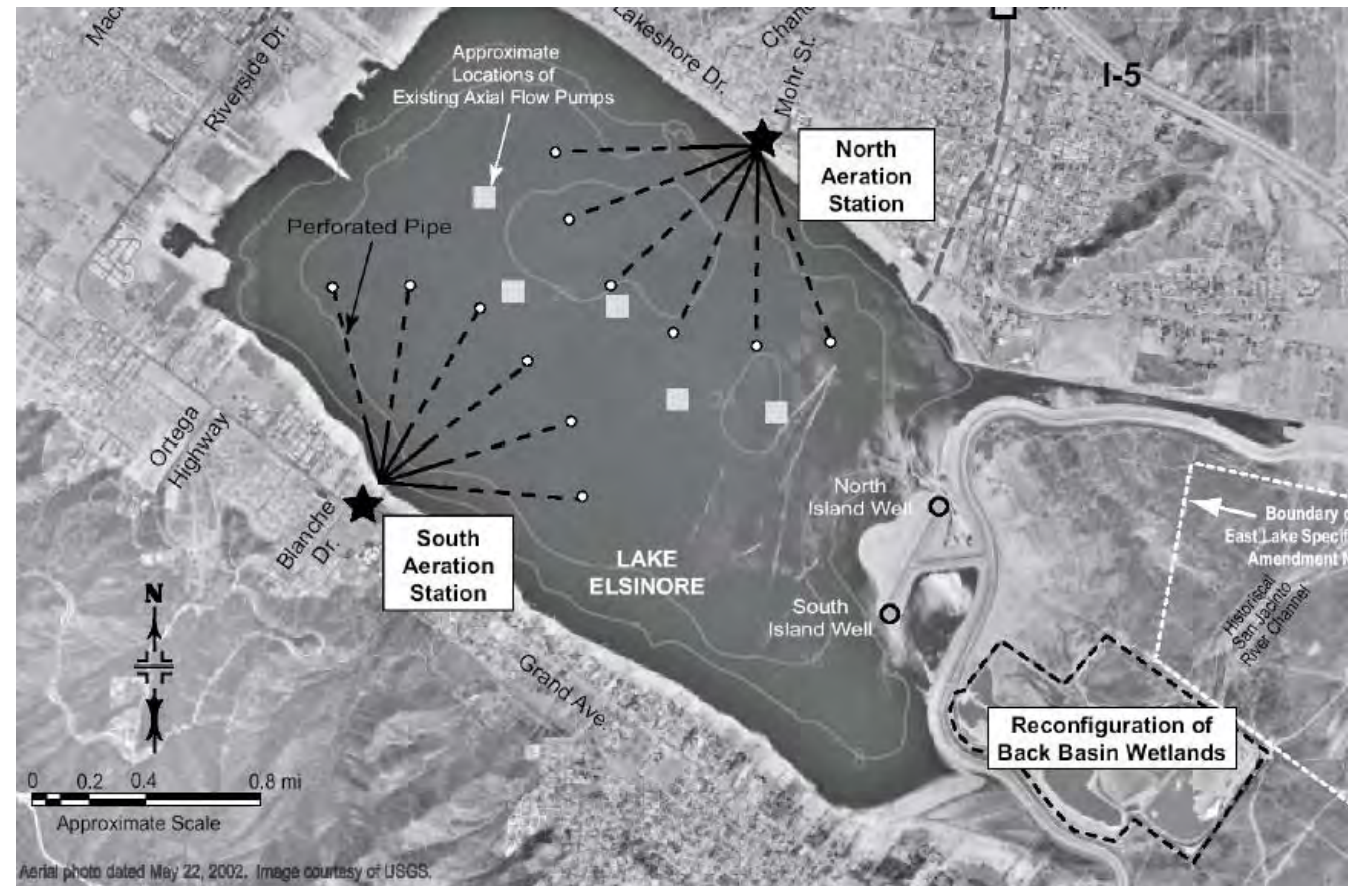 Riverside Dr.
Lakeshore Dr.
Mohr St.
I-5
Approximate
Locations of
Existing Axial Flow Pumps
North
Aeration
Station
Perforated Pipe
Ortega
Highway
Blanche
Dr.
South
Aeration
Station
LAKE
ELSINORE
North
Island Well
South
Island Well
Boundary
East Lake
Amendment
Historiscal
San Jacinto
River Channel
Grand Ave.
Reconfiguration of
Back Basin Wetlands
N
0 0.2 0.4 0.8 mi
Approximate Scale
Aerial photo dated May 22, 2002. Image courtesy of USGS.